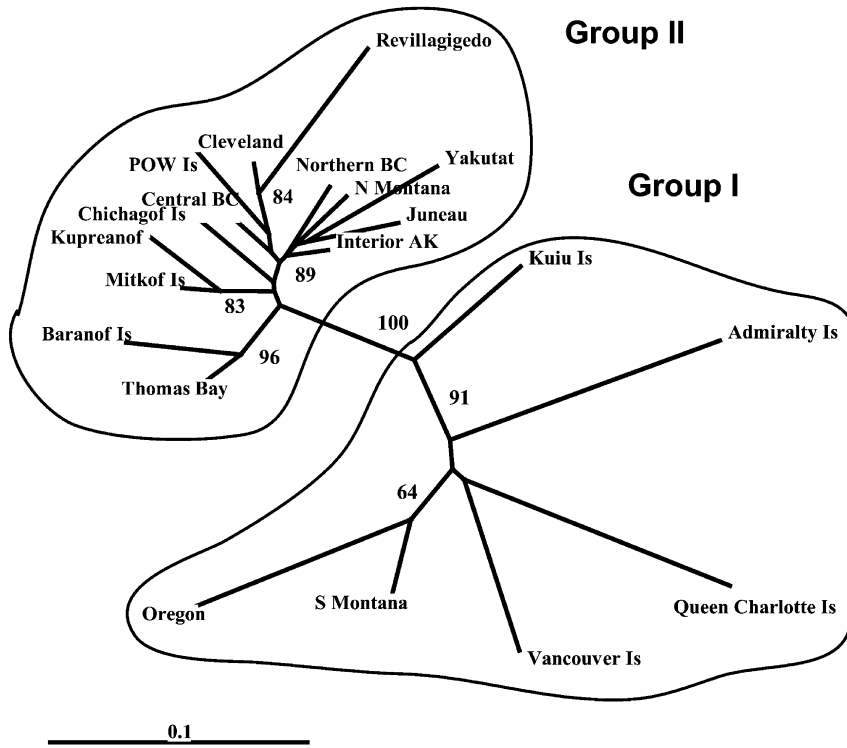 Group II
Revillagigedo
Cleveland
POW Is
Northern BC
Yakutat
N Montana
84
Central BC
Chichagof Is
Juneau
Kupreanof
Interior AK
Mitkof Is
89
83
Baranof Is
96
Thomas Bay
100
Group I
Kuiu Is
Admiralty Is
91
64
Oregon
S Montana
Queen Charlotte Is
Vancouver Is
0.1